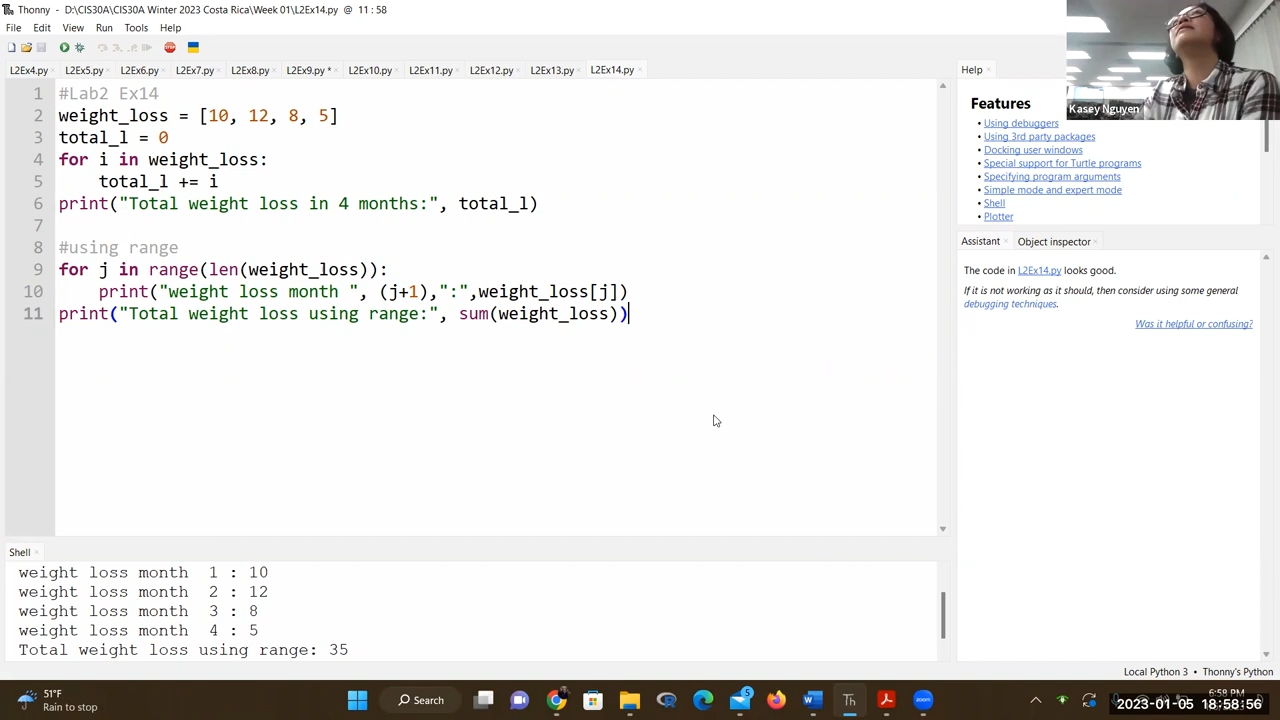 Thonny - D:\CIS30A\CIS30A Winter 2023 Costa Rica\Week 01\L2Ex14.py @ 11 : 58
File Edit View Run Tools Help
L2Ex4.py L2Ex5.py L2Ex6.py L2Ex7.py L2Ex8.py L2Ex9.py * L2Ex10.py L2Ex11.py L2Ex12.py L2Ex13.py L2Ex14.py
1 #Lab2 Ex14
2 weight_loss = [10, 12, 8, 5]
3 total_l = 0
4 for i in weight_loss:
5 total_l += i
6 print("Total weight loss in 4 months:", total_l)
7
8 #using range
9 for j in range(len(weight_loss)):
10 print("weight loss month ", (j+1),":",weight_loss[j])
11 print("Total weight loss using range:", sum(weight_loss))
Shell
weight loss month  1 : 10
weight loss month  2 : 12
weight loss month  3 : 8
weight loss month  4 : 5
Total weight loss using range: 35
Kasey Nguyen
Help
Features
• Using debuggers
• Using 3rd party packages
• Docking user windows
• Special support for Turtle programs
• Specifying program arguments
• Simple mode and expert mode
• Shell
• Plotter
Assistant Object inspector
The code in L2Ex14.py looks good.
If it is not working as it should, then consider using some general
debugging techniques.
Was it helpful or confusing?
Local Python 3 • Thonny's Python
51°F
Rain to stop
Search
5
6:58 PM
2023-01-05 18:58:56